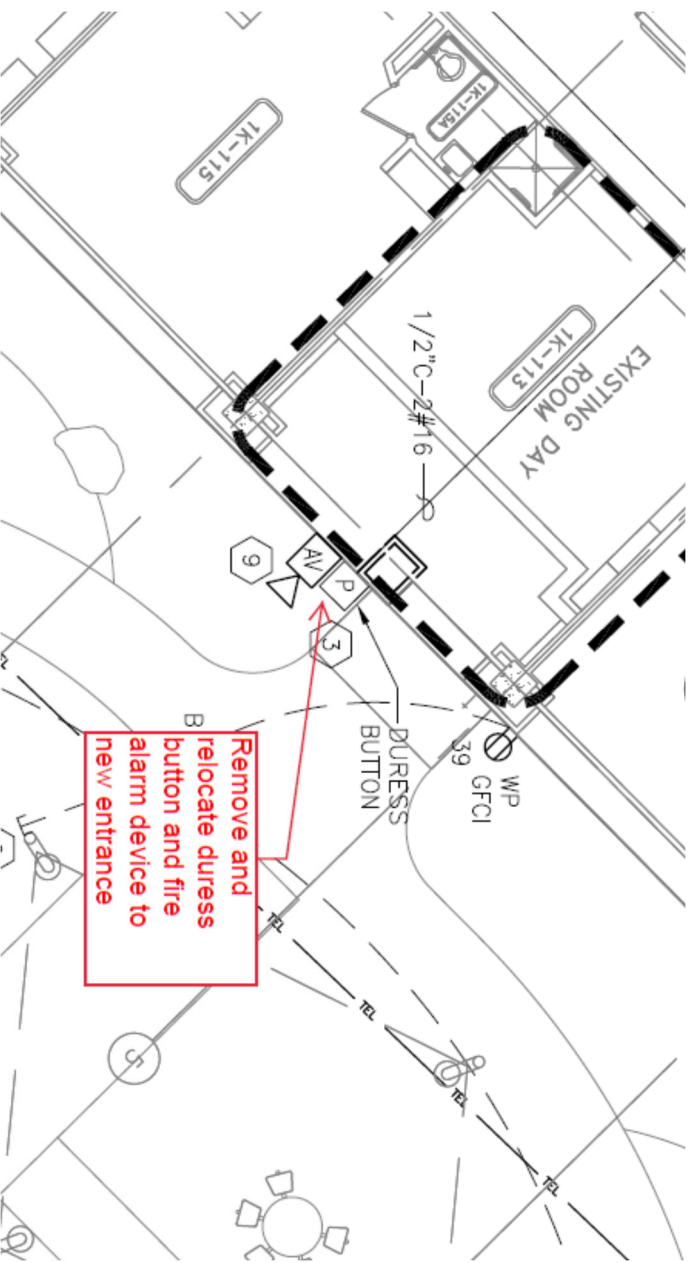 1K-115A
1K-115
1K-113
EXISTING DAY
ROOM
1/2"C-2#16
AV
P
9
3
DURESS
BUTTON
WP
GFCI
39
B
Remove and
relocate duress
button and fire
alarm device to
new entrance
TEL
TEL
TEL
TEL
5